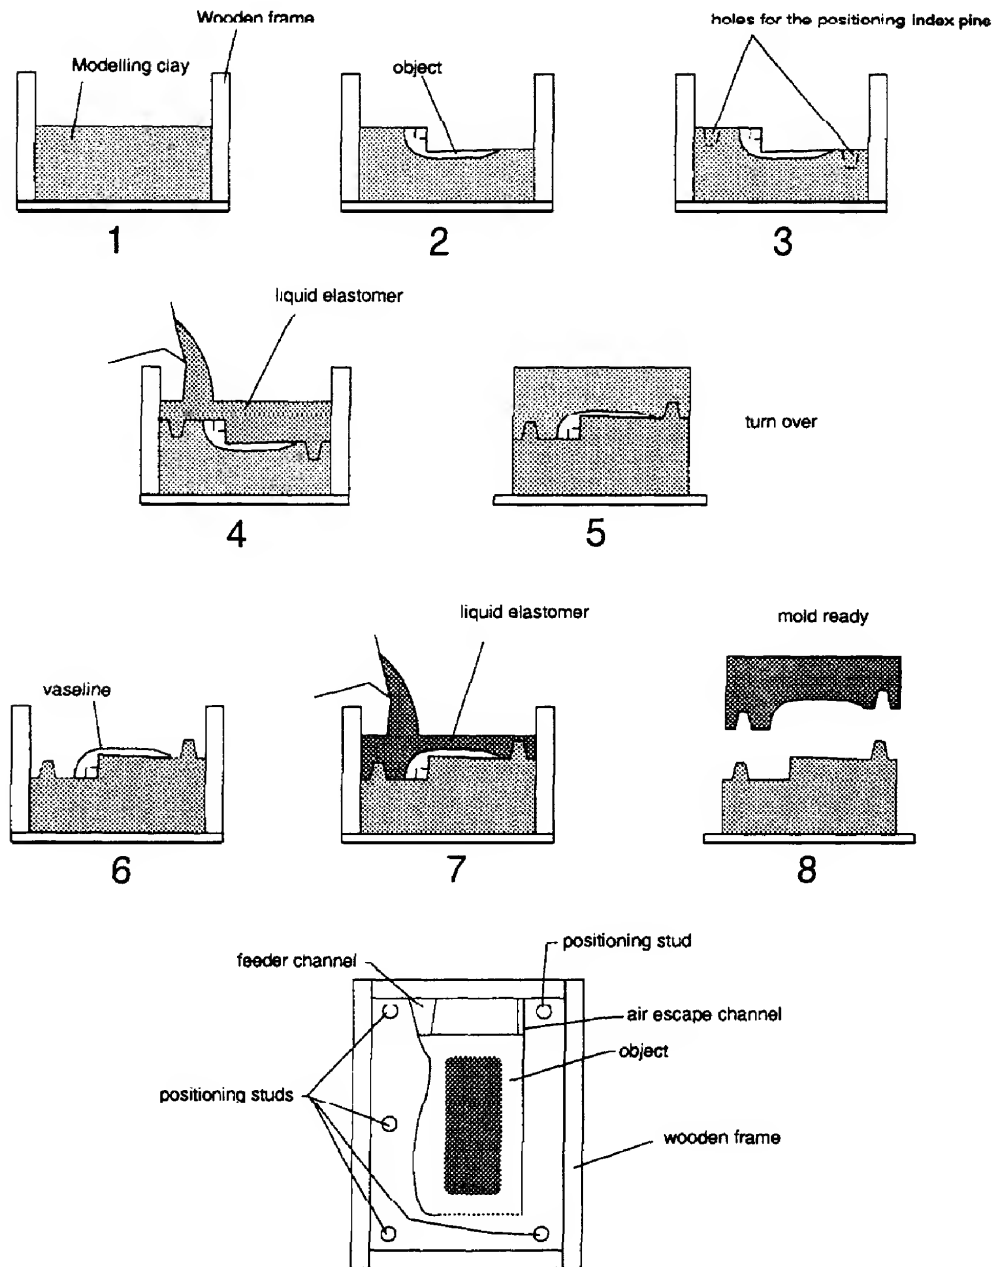 Wooden frame
holes for the positioning Index pine
Modelling clay
object
1
2
3
liquid elastomer
turn over
4
5
liquid elastomer
mold ready
vaseline
6
7
8
positioning stud
feeder channel
air escape channel
object
positioning studs
wooden frame